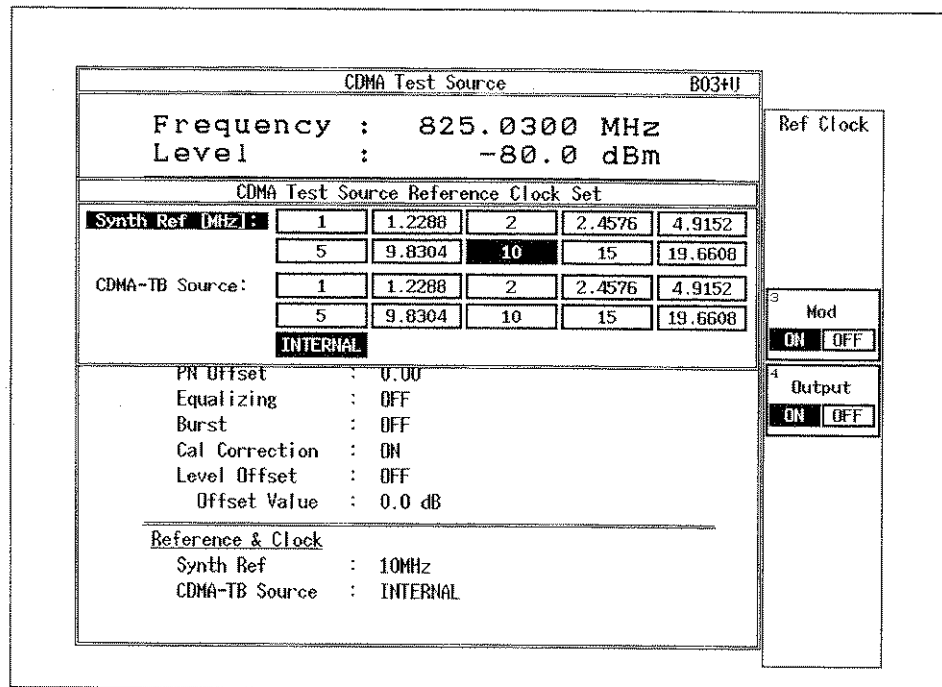 CDMA Test Source B03+U
Frequency : 825.0300 MHz
Level : -80.0 dBm
CDMA Test Source Reference Clock Set
Synth Ref [MHz]: 1 1.2288 2 2.4576 4.9152
5 9.8304 10 15 19.6608
CDMA-TB Source: 1 1.2288 2 2.4576 4.9152
5 9.8304 10 15 19.6608
INTERNAL
PN Offset : 0.00
Equalizing : OFF
Burst : OFF
Cal Correction : ON
Level Offset : OFF
Offset Value : 0.0 dB
Reference & Clock
Synth Ref : 10MHz
CDMA-TB Source : INTERNAL
Ref Clock
3
Mod
ON OFF
4
Output
ON OFF